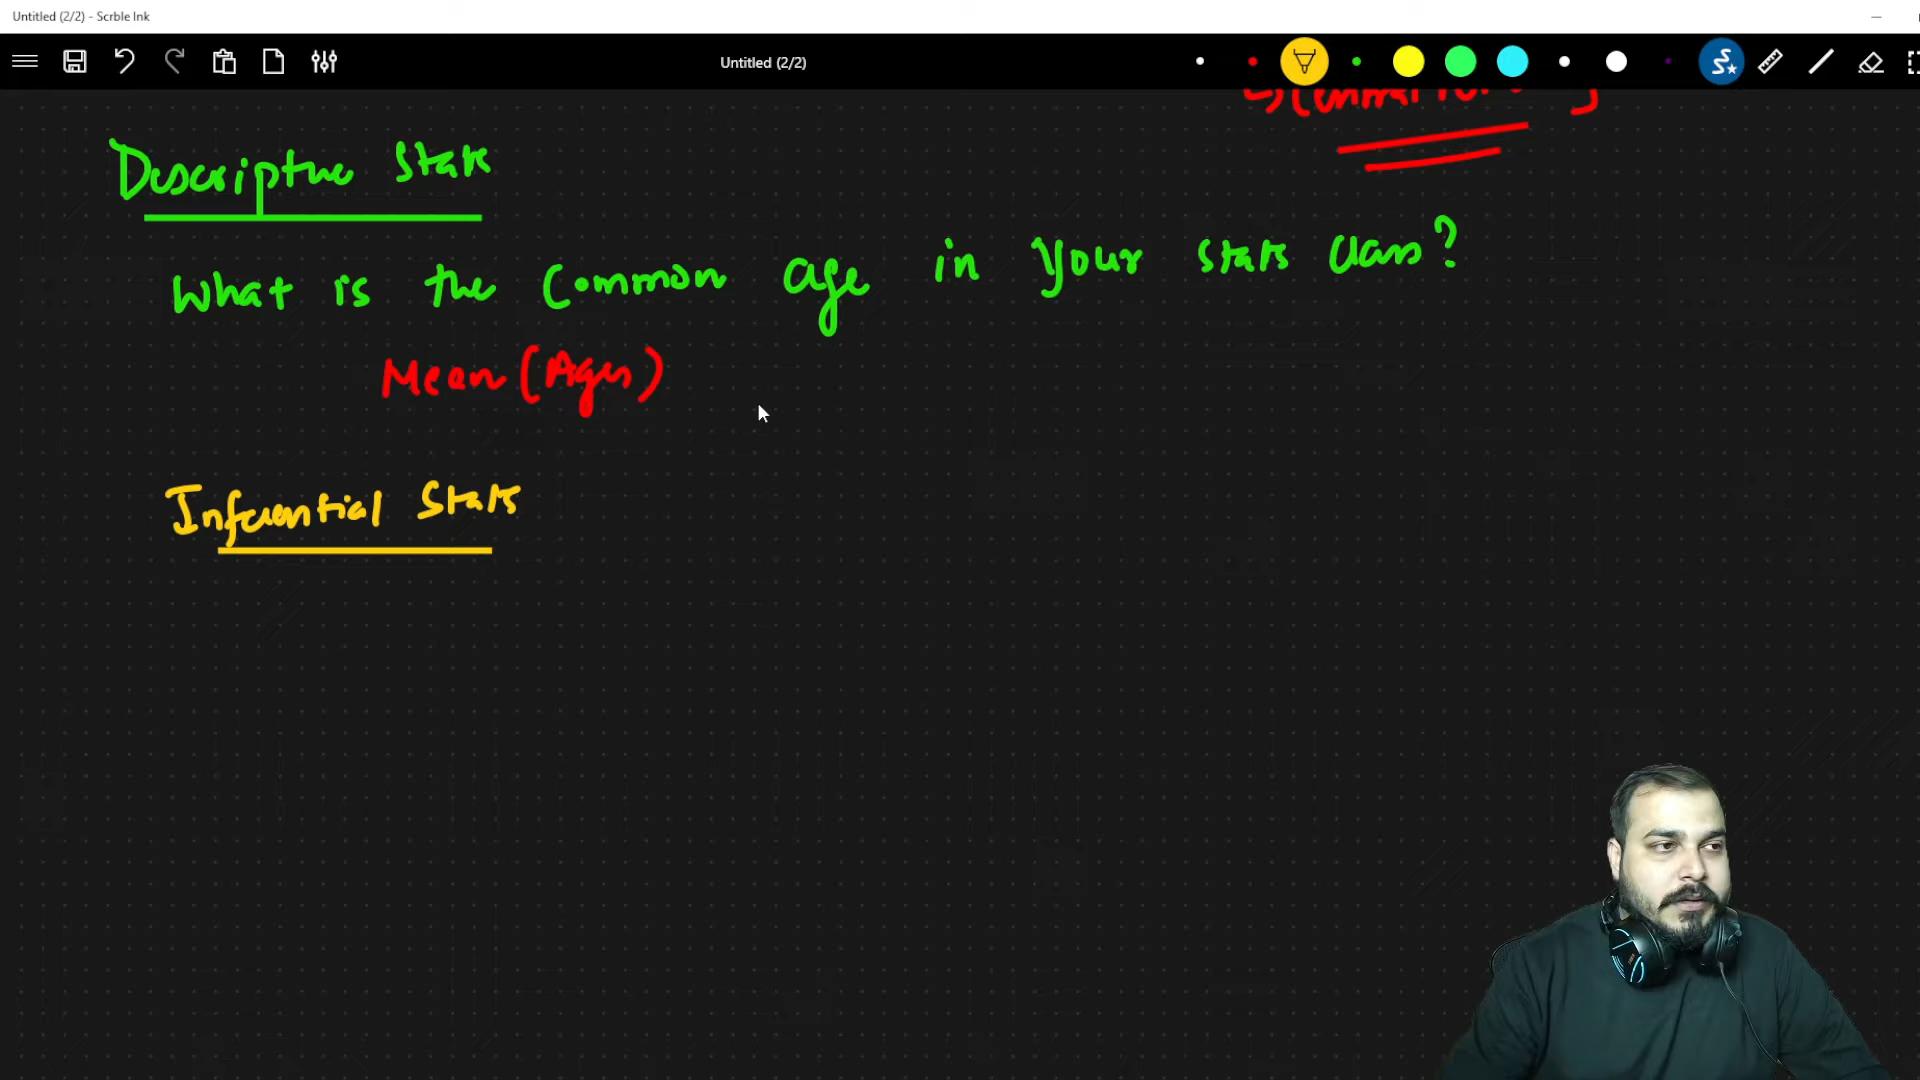 Untitled (2/2) - Scrble Ink
Untitled (2/2)
Descriptive Stats
What is the Common age in your stats class?
Mean (Ages)
Inferential Stats